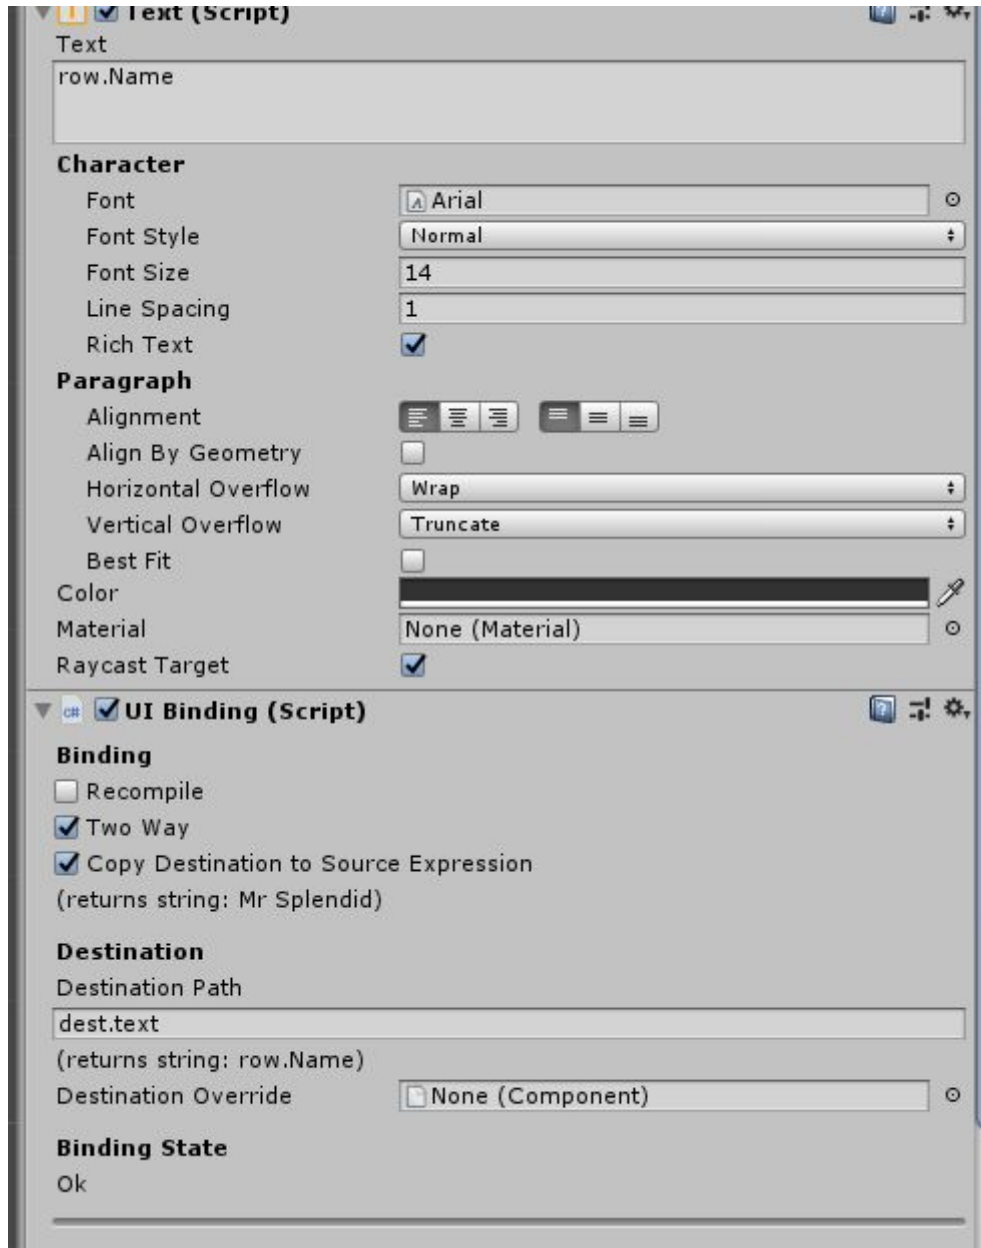 Text (Script)
Text
row.Name
Character
Font Arial
Font Style Normal
Font Size 14
Line Spacing 1
Rich Text
Paragraph
Alignment
Align By Geometry
Horizontal Overflow Wrap
Vertical Overflow Truncate
Best Fit
Color
Material None (Material)
Raycast Target
C# UI Binding (Script)
Binding
Recompile
Two Way
Copy Destination to Source Expression
(returns string: Mr Splendid)
Destination
Destination Path
dest.text
(returns string: row.Name)
Destination Override None (Component)
Binding State
Ok